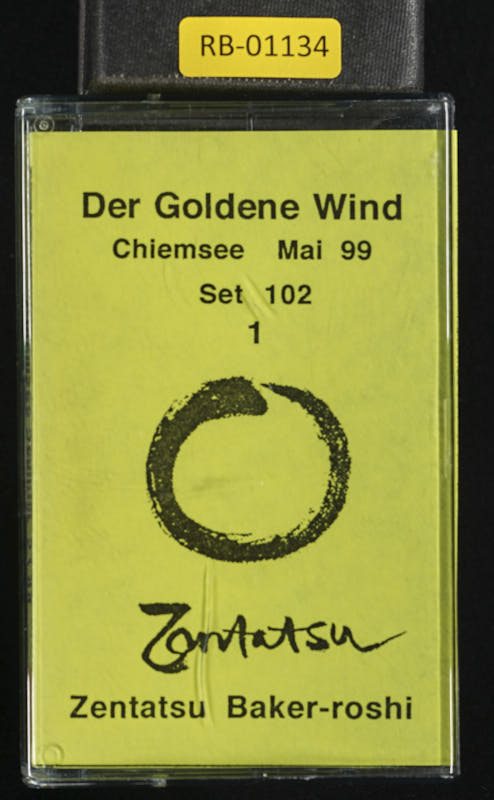 RB-01134
Der Goldene Wind
Chiemsee Mai 99
Set 102
1
Zentatsu
Zentatsu Baker-roshi